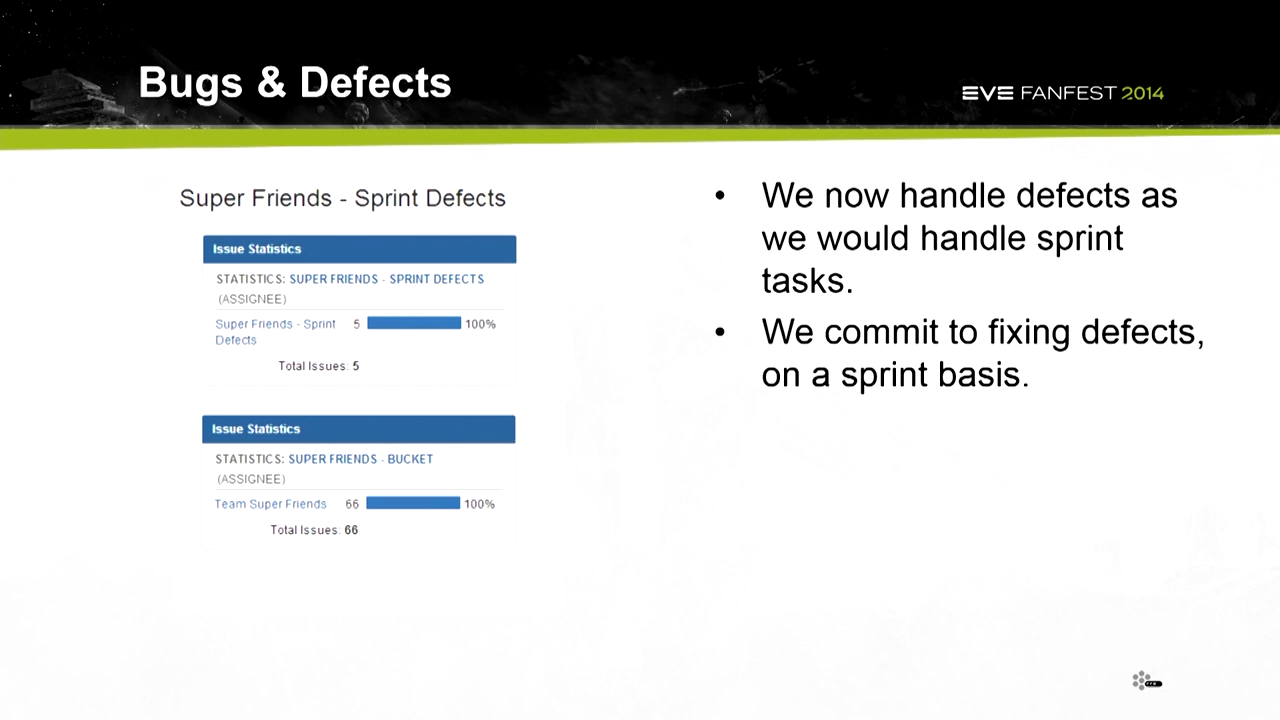 Bugs & Defects
EVE FANFEST 2014
Super Friends - Sprint Defects
Issue Statistics
STATISTICS: SUPER FRIENDS - SPRINT DEFECTS
(ASSIGNEE)
Super Friends - Sprint 5 100%
Defects
Total Issues: 5
Issue Statistics
STATISTICS: SUPER FRIENDS - BUCKET
(ASSIGNEE)
Team Super Friends 66 100%
Total Issues: 66
• We now handle defects as
we would handle sprint
tasks.
• We commit to fixing defects,
on a sprint basis.